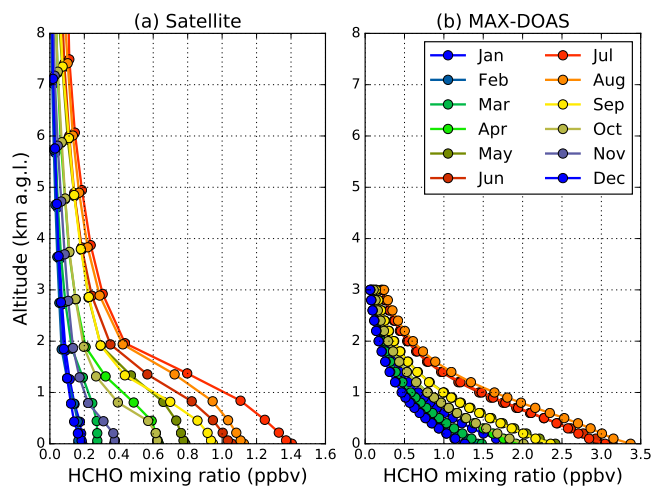 (a) Satellite
(b) MAX-DOAS
Altitude (km a.g.l.)
8
7
6
5
4
3
2
1
0
0.0 0.2 0.4 0.6 0.8 1.0 1.2 1.4 1.6
HCHO mixing ratio (ppbv)
8
7
6
5
4
3
2
1
0
0.0 0.5 1.0 1.5 2.0 2.5 3.0 3.5
HCHO mixing ratio (ppbv)
Jan
Feb
Mar
Apr
May
Jun
Jul
Aug
Sep
Oct
Nov
Dec